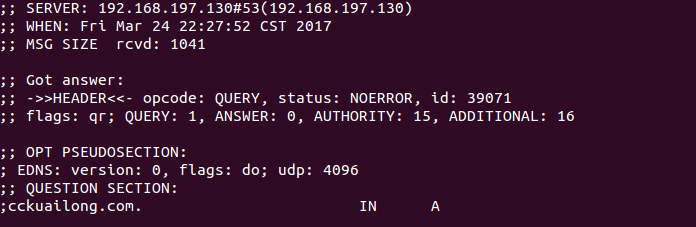 ;; SERVER: 192.168.197.130#53(192.168.197.130)
;; WHEN: Fri Mar 24 22:27:52 CST 2017
;; MSG SIZE  rcvd: 1041
;; Got answer:
;; ->>HEADER<<- opcode: QUERY, status: NOERROR, id: 39071
;; flags: qr; QUERY: 1, ANSWER: 0, AUTHORITY: 15, ADDITIONAL: 16
;; OPT PSEUDOSECTION:
; EDNS: version: 0, flags: do; udp: 4096
;; QUESTION SECTION:
;cckuailong.com.			IN	A